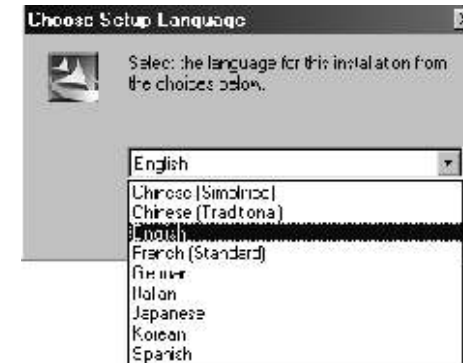 Choose Setup Language
Select the language for this installation from
the choices below.
English
Chinese (Simplified)
Chinese (Traditional)
English
French (Standard)
German
Italian
Japanese
Korean
Spanish